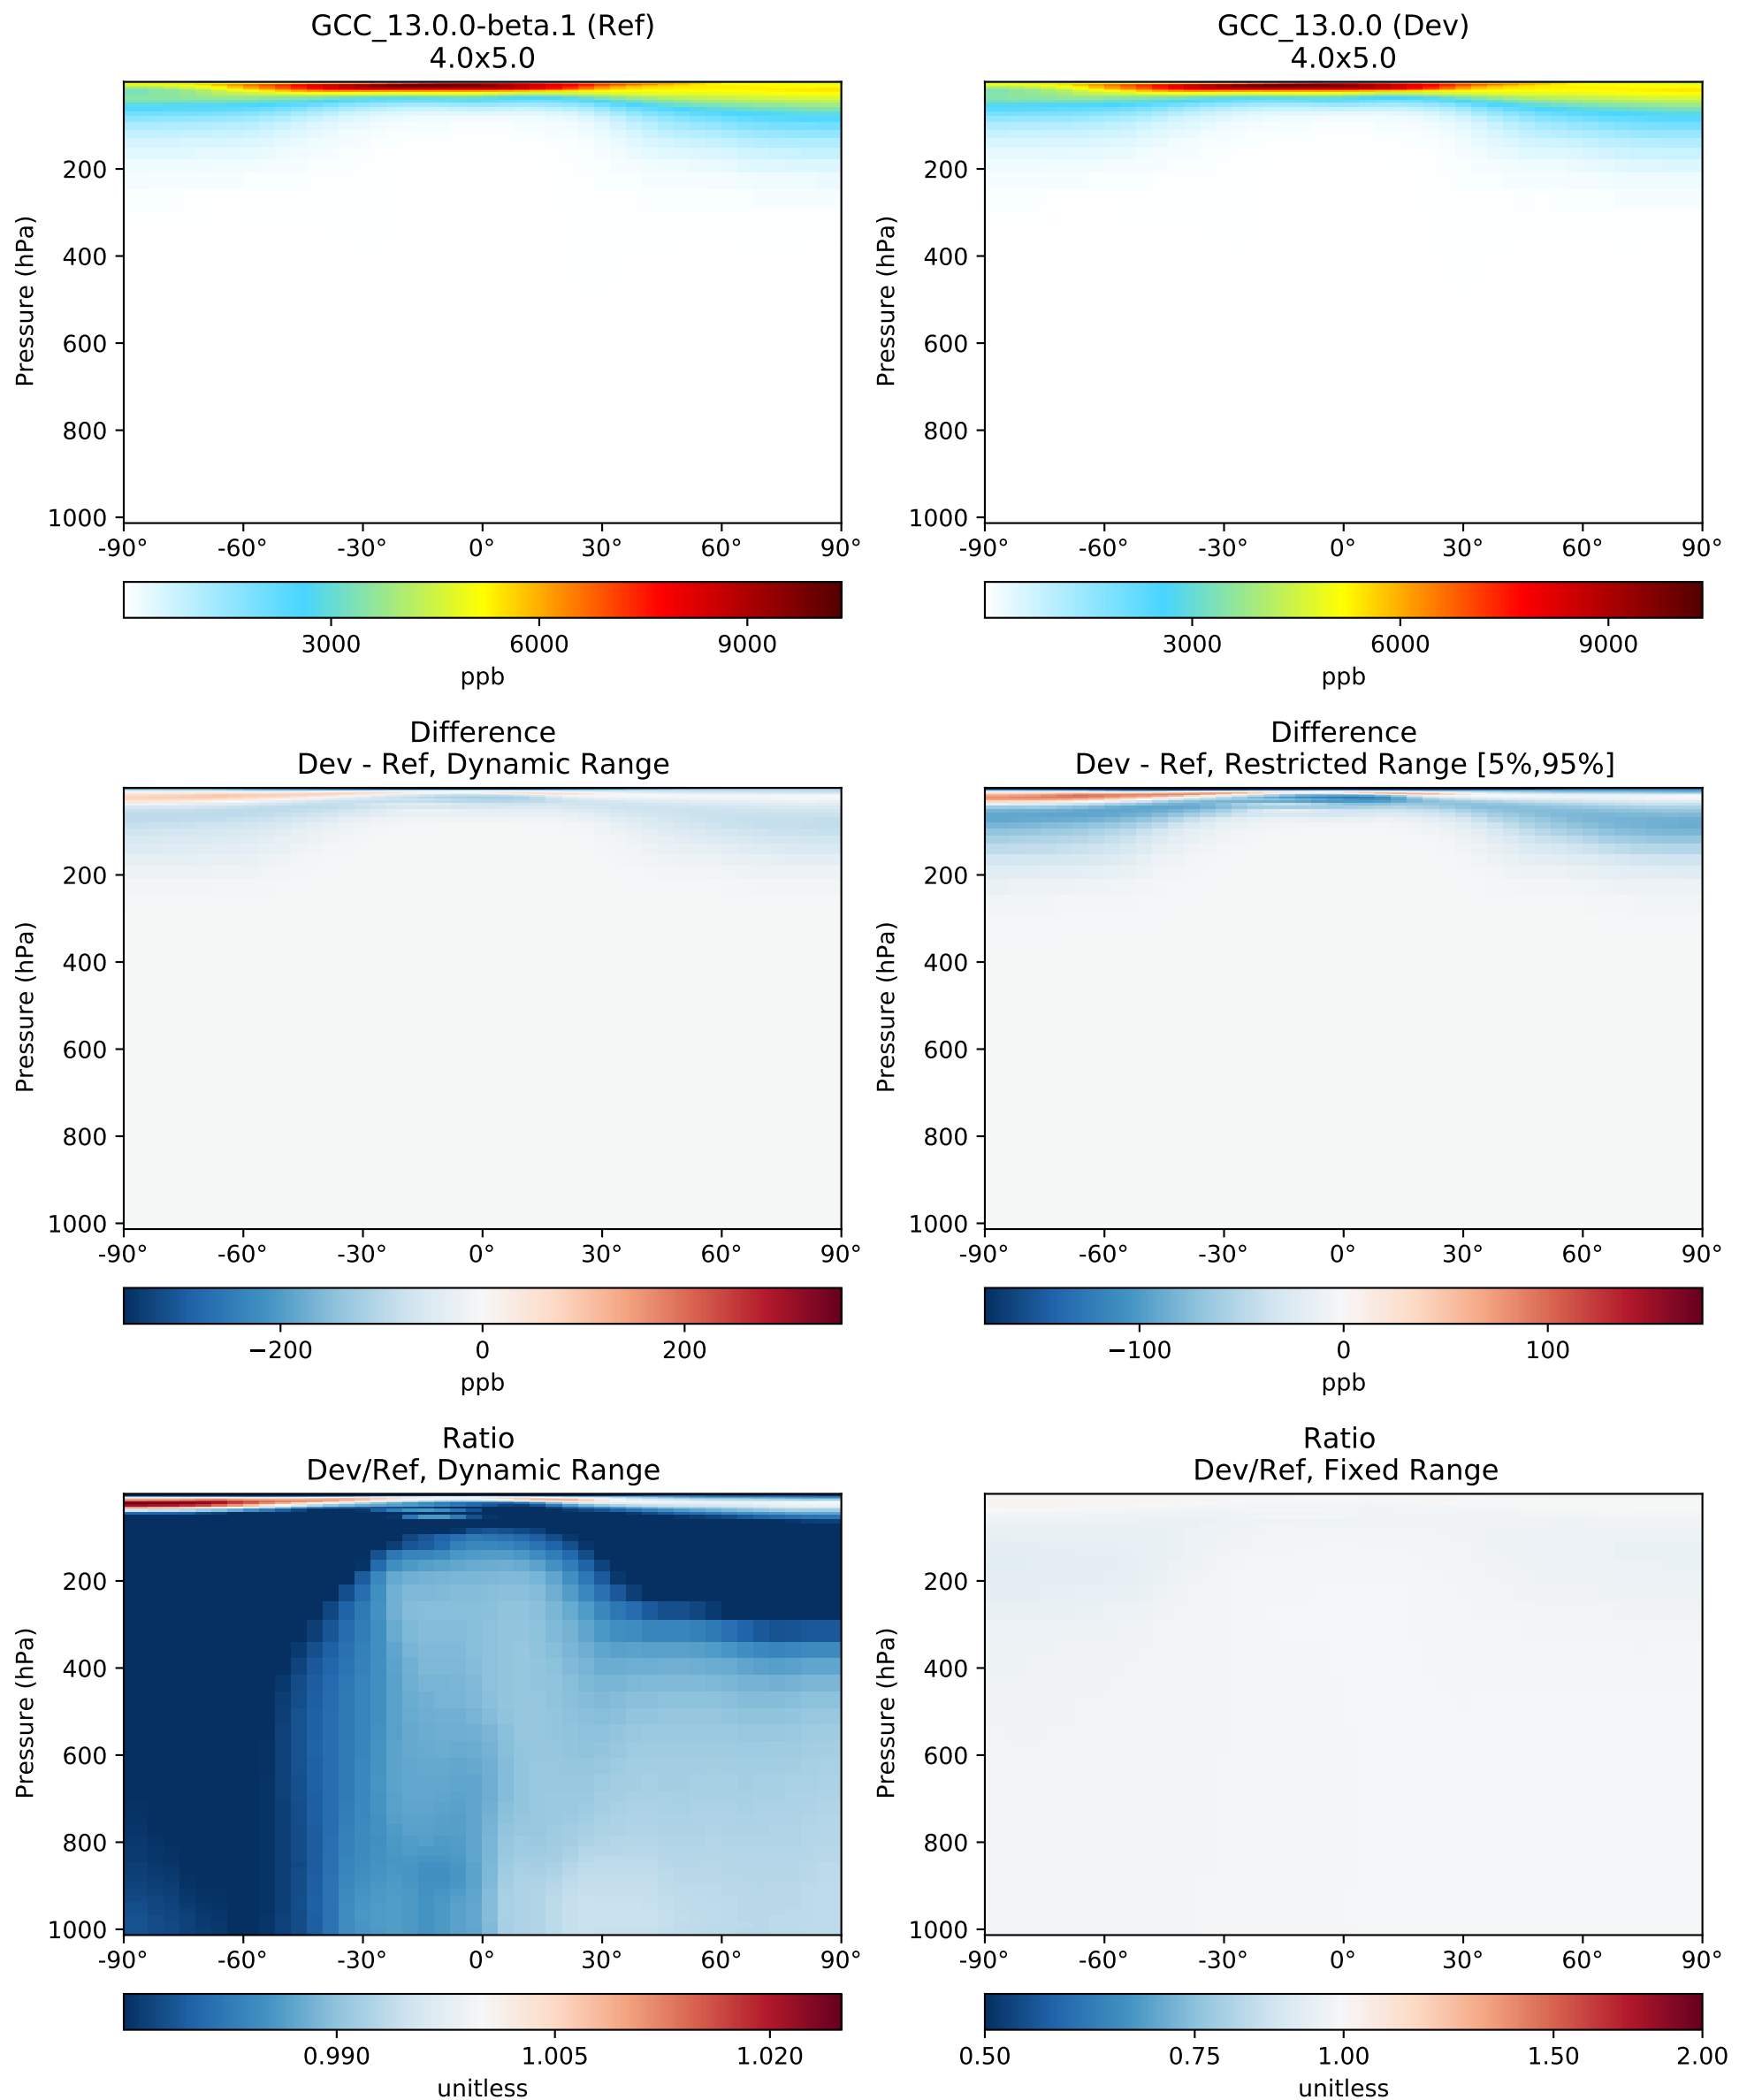 GCC_13.0.0-beta.1 (Ref)
4.0x5.0
Pressure (hPa)
200
400
600
800
1000
-90° -60° -30° 0° 30° 60° 90°
3000 6000 9000
ppb
GCC_13.0.0 (Dev)
4.0x5.0
Pressure (hPa)
200
400
600
800
1000
-90° -60° -30° 0° 30° 60° 90°
3000 6000 9000
ppb
Difference
Dev - Ref, Dynamic Range
Pressure (hPa)
200
400
600
800
1000
-90° -60° -30° 0° 30° 60° 90°
−200 0 200
ppb
Difference
Dev - Ref, Restricted Range [5%,95%]
Pressure (hPa)
200
400
600
800
1000
-90° -60° -30° 0° 30° 60° 90°
−100 0 100
ppb
Ratio
Dev/Ref, Dynamic Range
Pressure (hPa)
200
400
600
800
1000
-90° -60° -30° 0° 30° 60° 90°
0.990 1.005 1.020
unitless
Ratio
Dev/Ref, Fixed Range
Pressure (hPa)
200
400
600
800
1000
-90° -60° -30° 0° 30° 60° 90°
0.50 0.75 1.00 1.50 2.00
unitless